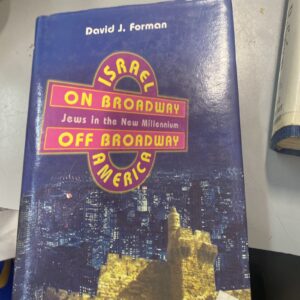 David J. Forman
ISRAEL
ON BROADWAY
Jews in the New Millennium
OFF BROADWAY
AMERICA